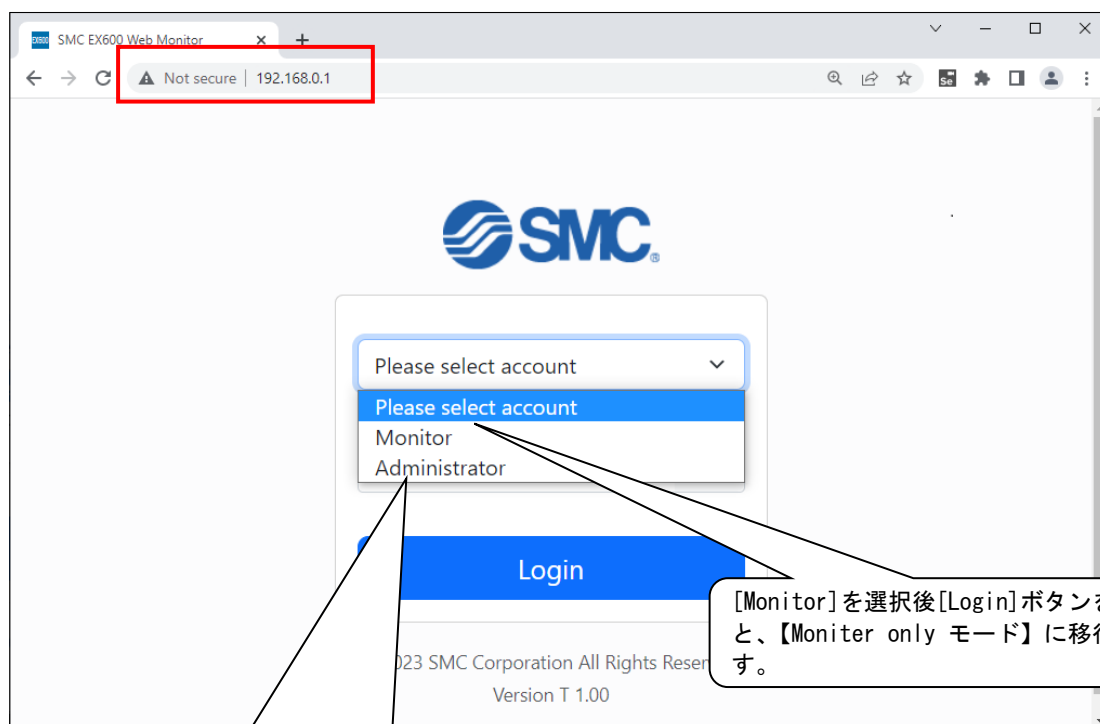 SMC EX600 Web Monitor
Not secure | 192.168.0.1
SMC
Please select account
Please select account
Monitor
Administrator
Login
[Monitor]を選択後[Login]ボタンを
と、【Moniter only モード】に移行
す。
023 SMC Corporation All Rights Reser
Version T 1.00